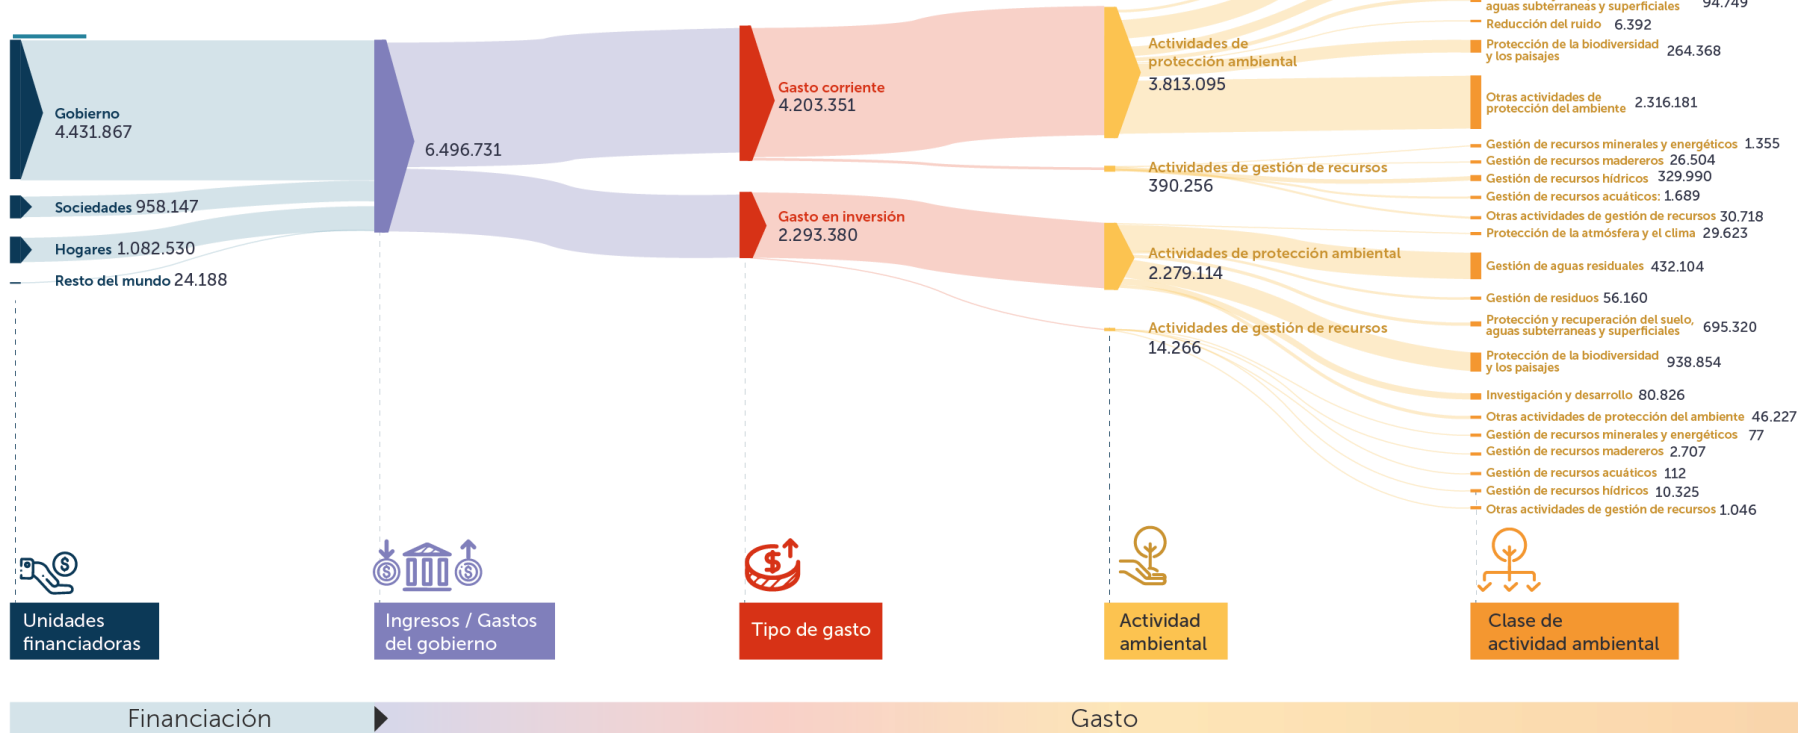 Gobierno
4.431.867
Sociedades 958.147
Hogares 1.082.530
Resto del mundo 24.188
6.496.731
Gasto corriente
4.203.351
Gasto en inversión
2.293.380
Actividades de
protección ambiental
3.813.095
Actividades de gestión de recursos
390.256
Actividades de protección ambiental
2.279.114
Actividades de gestión de recursos
14.266
aguas subterraneas y superficiales 94.749
Reducción del ruido 6.392
Protección de la biodiversidad
y los paisajes 264.368
Otras actividades de
protección del ambiente 2.316.181
Gestión de recursos minerales y energéticos 1.355
Gestión de recursos madereros 26.504
Gestión de recursos hídricos 329.990
Gestión de recursos acuáticos: 1.689
Otras actividades de gestión de recursos 30.718
Protección de la atmósfera y el clima 29.623
Gestión de aguas residuales 432.104
Gestión de residuos 56.160
Protección y recuperación del suelo,
aguas subterraneas y superficiales 695.320
Protección de la biodiversidad
y los paisajes 938.854
Investigación y desarrollo 80.826
Otras actividades de protección del ambiente 46.227
Gestión de recursos minerales y energéticos 77
Gestión de recursos madereros 2.707
Gestión de recursos acuáticos 112
Gestión de recursos hídricos 10.325
Otras actividades de gestión de recursos 1.046
Unidades
financiadoras
Ingresos / Gastos
del gobierno
Tipo de gasto
Actividad
ambiental
Clase de
actividad ambiental
Financiación
Gasto